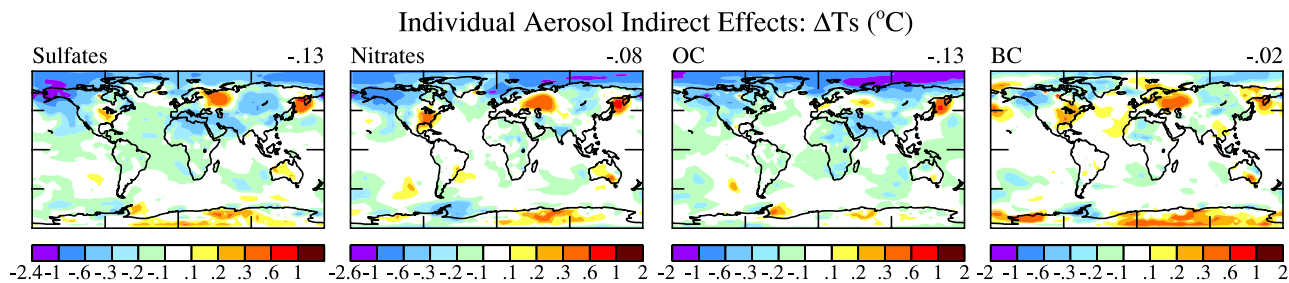 Individual Aerosol Indirect Effects: ΔTs (°C)
Sulfates -.13
Nitrates -.08
OC -.13
BC -.02
-2.4 -1 -.6 -.3 -.2 -.1 .1 .2 .3 .6 1 2
-2.6 -1 -.6 -.3 -.2 -.1 .1 .2 .3 .6 1 2
-2 -1 -.6 -.3 -.2 -.1 .1 .2 .3 .6 1 2
-2 -1 -.6 -.3 -.2 -.1 .1 .2 .3 .6 1 2